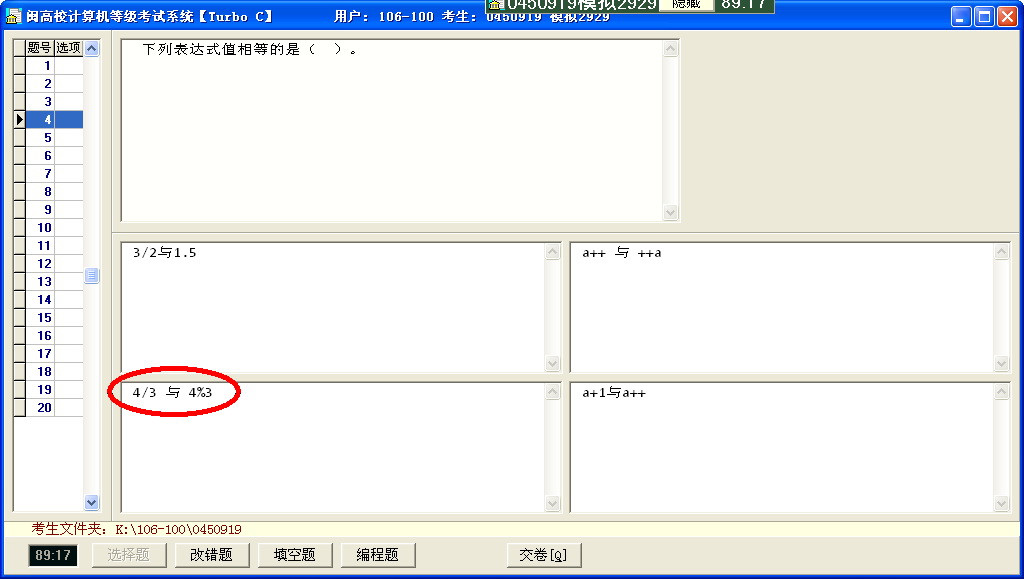 0450919模拟2929 隐藏 89:17
闽高校计算机等级考试系统【Turbo C】 用户: 106-100 考生: 0450919 模拟2929
题号 选项
下列表达式值相等的是（ ）。
1
2
3
4
5
6
7
8
9
10
11
12
13
14
15
16
17
18
19
20
3/2与1.5
a++ 与 ++a
4/3 与 4%3
a+1与a++
考生文件夹: K:\106-100\0450919
89:17 选择题 改错题 填空题 编程题 交卷[Q]